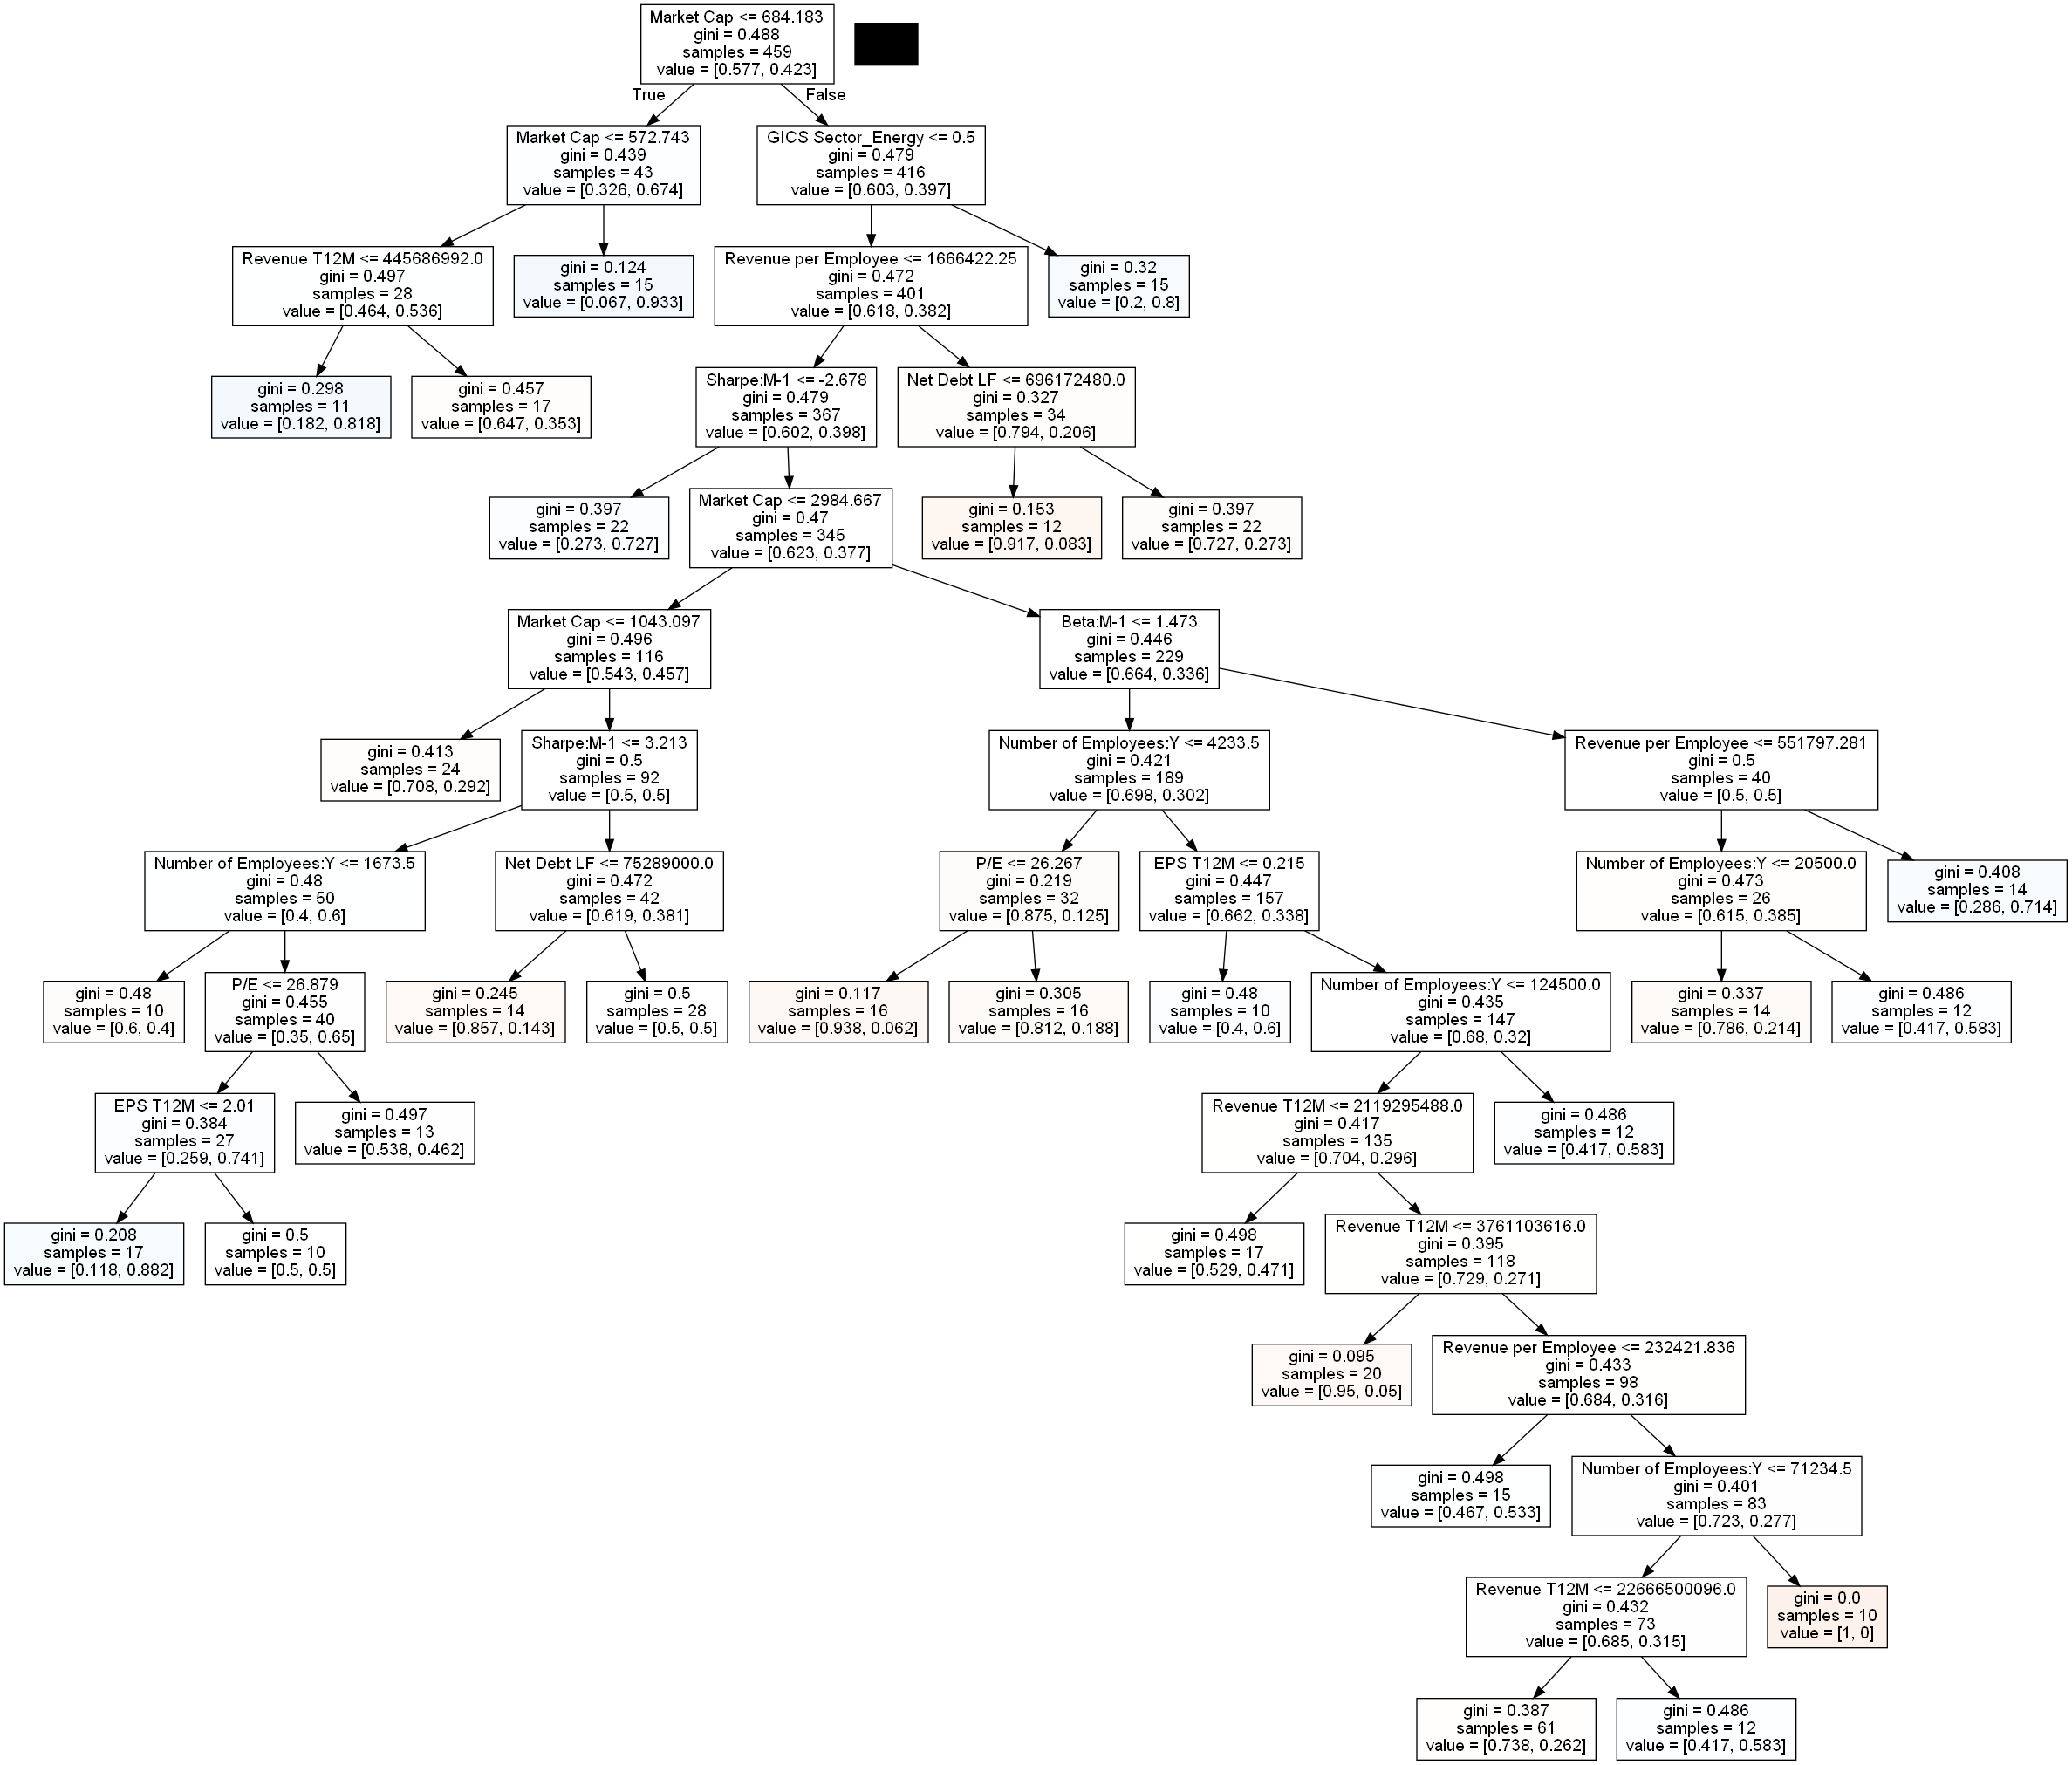 Market Cap <= 684.183
gini = 0.488
samples = 459
value = [0.577, 0.423]
True
False
Market Cap <= 572.743
gini = 0.439
samples = 43
value = [0.326, 0.674]
GICS Sector_Energy <= 0.5
gini = 0.479
samples = 416
value = [0.603, 0.397]
Revenue T12M <= 445686992.0
gini = 0.497
samples = 28
value = [0.464, 0.536]
gini = 0.124
samples = 15
value = [0.067, 0.933]
Revenue per Employee <= 1666422.25
gini = 0.472
samples = 401
value = [0.618, 0.382]
gini = 0.32
samples = 15
value = [0.2, 0.8]
gini = 0.298
samples = 11
value = [0.182, 0.818]
gini = 0.457
samples = 17
value = [0.647, 0.353]
Sharpe:M-1 <= -2.678
gini = 0.479
samples = 367
value = [0.602, 0.398]
Net Debt LF <= 696172480.0
gini = 0.327
samples = 34
value = [0.794, 0.206]
gini = 0.397
samples = 22
value = [0.273, 0.727]
Market Cap <= 2984.667
gini = 0.47
samples = 345
value = [0.623, 0.377]
gini = 0.153
samples = 12
value = [0.917, 0.083]
gini = 0.397
samples = 22
value = [0.727, 0.273]
Market Cap <= 1043.097
gini = 0.496
samples = 116
value = [0.543, 0.457]
Beta:M-1 <= 1.473
gini = 0.446
samples = 229
value = [0.664, 0.336]
gini = 0.413
samples = 24
value = [0.708, 0.292]
Sharpe:M-1 <= 3.213
gini = 0.5
samples = 92
value = [0.5, 0.5]
Number of Employees:Y <= 4233.5
gini = 0.421
samples = 189
value = [0.698, 0.302]
Revenue per Employee <= 551797.281
gini = 0.5
samples = 40
value = [0.5, 0.5]
Number of Employees:Y <= 1673.5
gini = 0.48
samples = 50
value = [0.4, 0.6]
Net Debt LF <= 75289000.0
gini = 0.472
samples = 42
value = [0.619, 0.381]
P/E <= 26.267
gini = 0.219
samples = 32
value = [0.875, 0.125]
EPS T12M <= 0.215
gini = 0.447
samples = 157
value = [0.662, 0.338]
Number of Employees:Y <= 20500.0
gini = 0.473
samples = 26
value = [0.615, 0.385]
gini = 0.408
samples = 14
value = [0.286, 0.714]
gini = 0.48
samples = 10
value = [0.6, 0.4]
P/E <= 26.879
gini = 0.455
samples = 40
value = [0.35, 0.65]
gini = 0.245
samples = 14
value = [0.857, 0.143]
gini = 0.5
samples = 28
value = [0.5, 0.5]
gini = 0.117
samples = 16
value = [0.938, 0.062]
gini = 0.305
samples = 16
value = [0.812, 0.188]
gini = 0.48
samples = 10
value = [0.4, 0.6]
Number of Employees:Y <= 124500.0
gini = 0.435
samples = 147
value = [0.68, 0.32]
gini = 0.337
samples = 14
value = [0.786, 0.214]
gini = 0.486
samples = 12
value = [0.417, 0.583]
EPS T12M <= 2.01
gini = 0.384
samples = 27
value = [0.259, 0.741]
gini = 0.497
samples = 13
value = [0.538, 0.462]
Revenue T12M <= 2119295488.0
gini = 0.417
samples = 135
value = [0.704, 0.296]
gini = 0.486
samples = 12
value = [0.417, 0.583]
gini = 0.208
samples = 17
value = [0.118, 0.882]
gini = 0.5
samples = 10
value = [0.5, 0.5]
gini = 0.498
samples = 17
value = [0.529, 0.471]
Revenue T12M <= 3761103616.0
gini = 0.395
samples = 118
value = [0.729, 0.271]
gini = 0.095
samples = 20
value = [0.95, 0.05]
Revenue per Employee <= 232421.836
gini = 0.433
samples = 98
value = [0.684, 0.316]
gini = 0.498
samples = 15
value = [0.467, 0.533]
Number of Employees:Y <= 71234.5
gini = 0.401
samples = 83
value = [0.723, 0.277]
Revenue T12M <= 22666500096.0
gini = 0.432
samples = 73
value = [0.685, 0.315]
gini = 0.0
samples = 10
value = [1, 0]
gini = 0.387
samples = 61
value = [0.738, 0.262]
gini = 0.486
samples = 12
value = [0.417, 0.583]